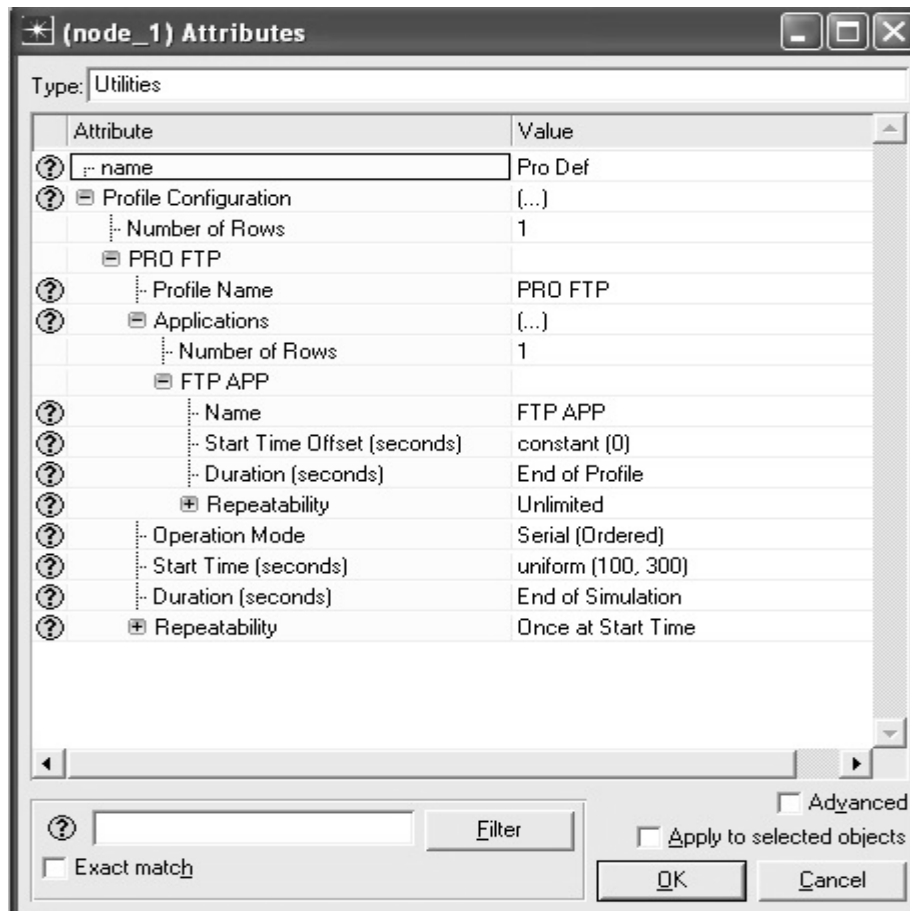 (node_1) Attributes
Type: Utilities
Attribute Value
name Pro Def
Profile Configuration (...)
Number of Rows 1
PRO FTP
Profile Name PRO FTP
Applications (...)
Number of Rows 1
FTP APP
Name FTP APP
Start Time Offset (seconds) constant (0)
Duration (seconds) End of Profile
Repeatability Unlimited
Operation Mode Serial (Ordered)
Start Time (seconds) uniform (100, 300)
Duration (seconds) End of Simulation
Repeatability Once at Start Time
Advanced
Filter
Apply to selected objects
Exact match
OK Cancel